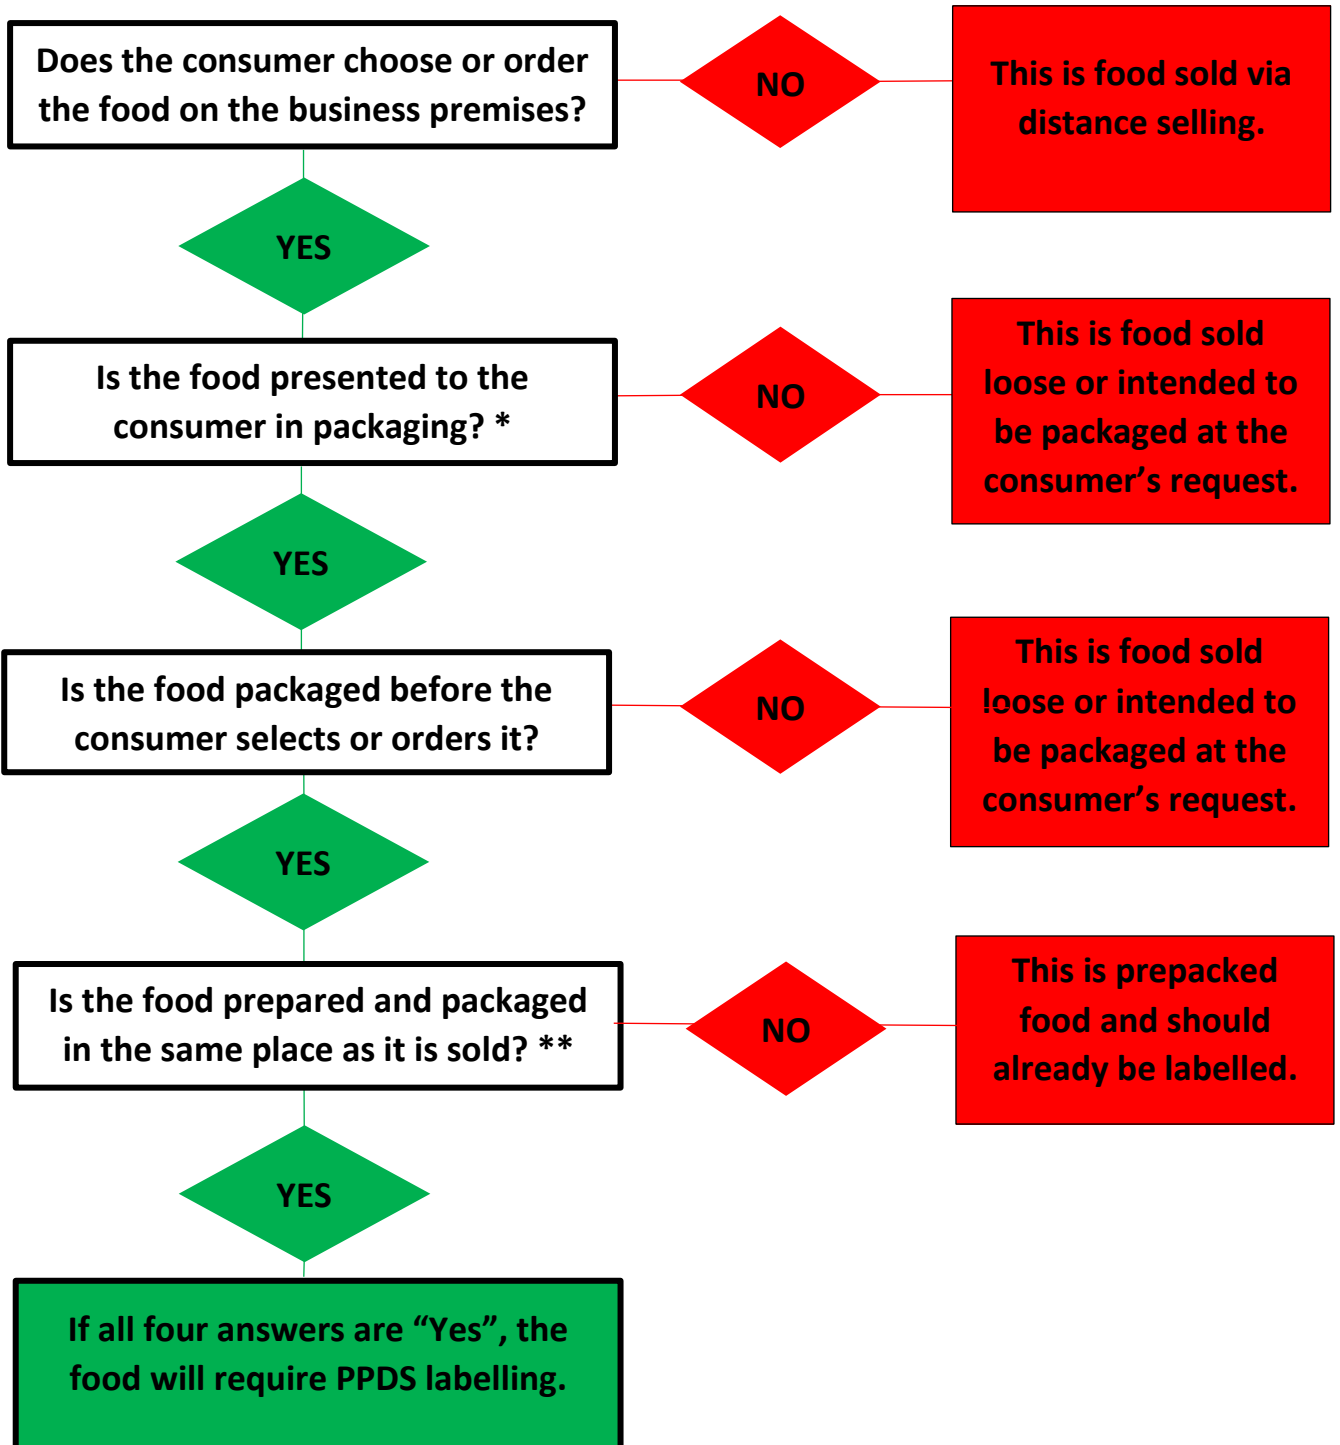 Does the consumer choose or order
the food on the business premises?
NO
This is food sold via
distance selling.
YES
Is the food presented to the
consumer in packaging? *
NO
This is food sold
loose or intended to
be packaged at the
consumer’s request.
YES
Is the food packaged before the
consumer selects or orders it?
NO
This is food sold
loose or intended to
be packaged at the
consumer’s request.
YES
Is the food prepared and packaged
in the same place as it is sold? **
NO
This is prepacked
food and should
already be labelled.
YES
If all four answers are “Yes”, the
food will require PPDS labelling.